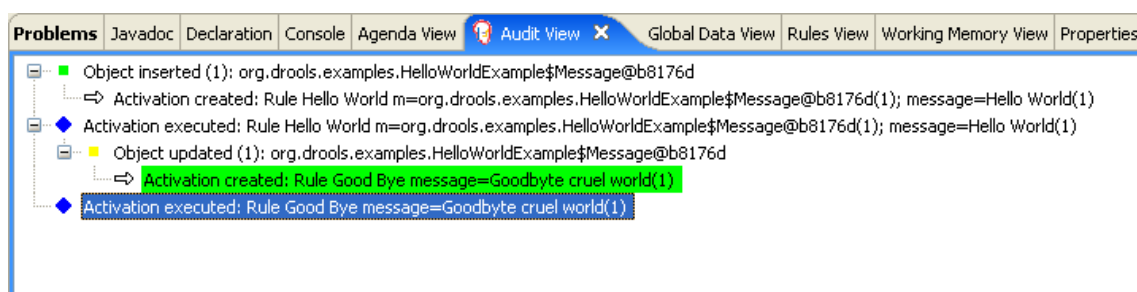 Problems Javadoc Declaration Console Agenda View Audit View Global Data View Rules View Working Memory View Properties
Object inserted (1): org.drools.examples.HelloWorldExample$Message@b8176d
Activation created: Rule Hello World m=org.drools.examples.HelloWorldExample$Message@b8176d(1); message=Hello World(1)
Activation executed: Rule Hello World m=org.drools.examples.HelloWorldExample$Message@b8176d(1); message=Hello World(1)
Object updated (1): org.drools.examples.HelloWorldExample$Message@b8176d
Activation created: Rule Good Bye message=Goodbyte cruel world(1)
Activation executed: Rule Good Bye message=Goodbyte cruel world(1)